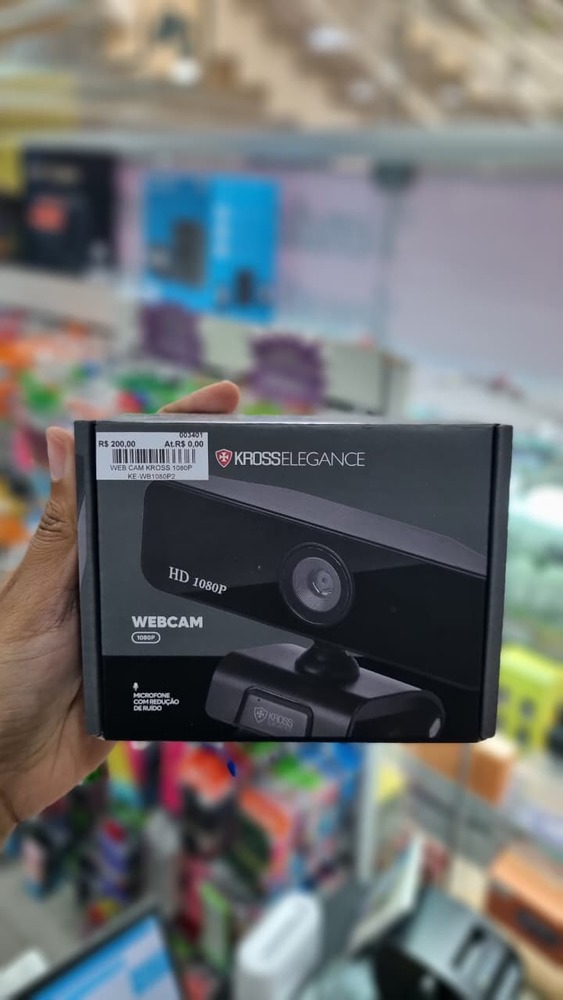 003401
R$ 200,00 At.R$ 0,00
WEB CAM KROSS 1080P
KE-WB1080P2
KROSSELEGANCE
HD 1080P
WEBCAM
1080P
MICROFONE
COM REDUÇÃO
DE RUÍDO
KROSS